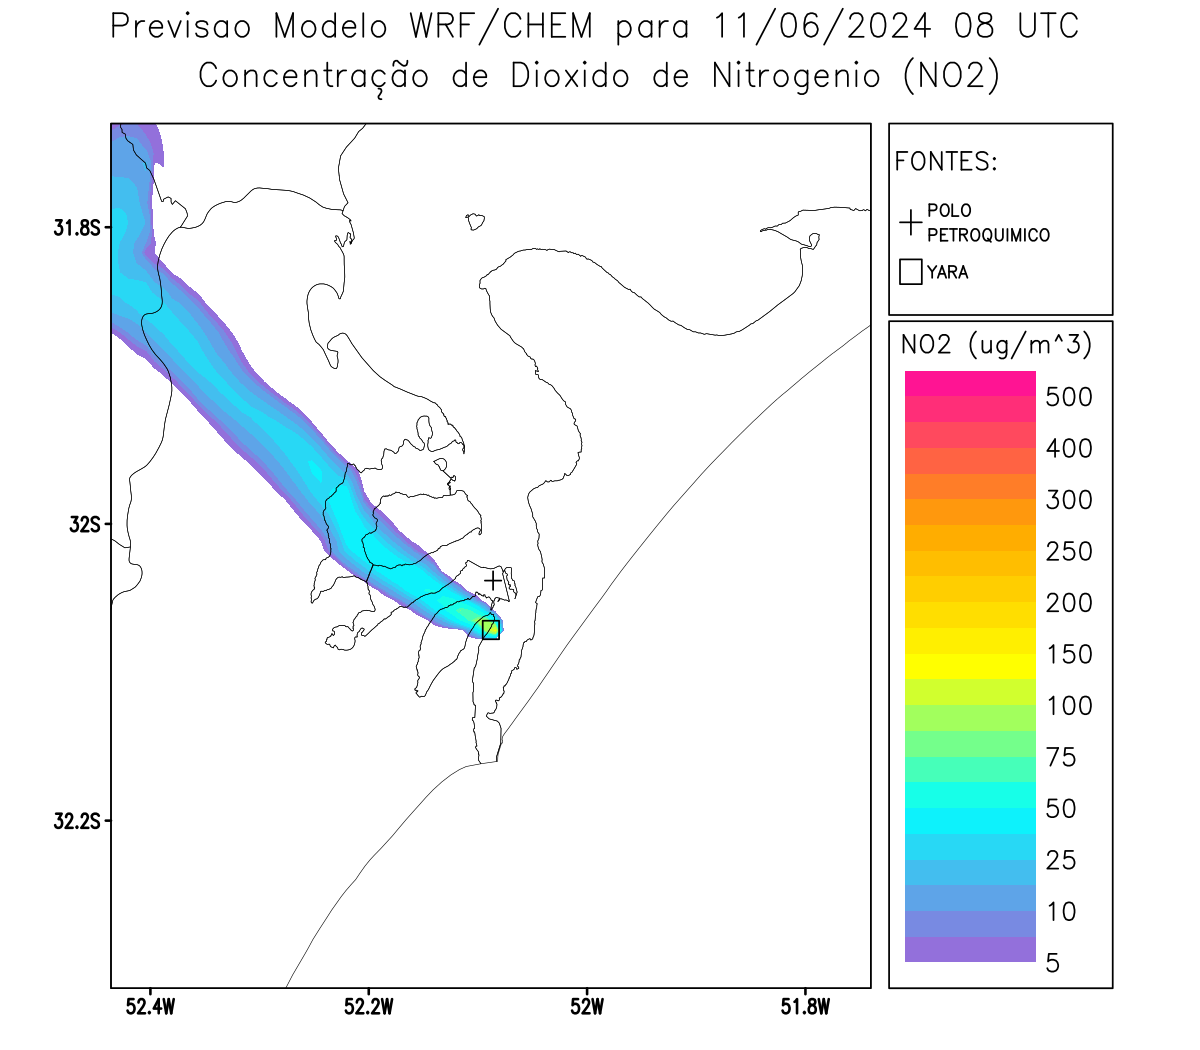 Previsao Modelo WRF/CHEM para 11/06/2024 08 UTC
Concentração de Dioxido de Nitrogenio (NO2)
FONTES:
POLO
PETROQUIMICO
YARA
NO2 (ug/m^3)
500
400
300
250
200
150
100
75
50
25
10
5
31.8S
32S
32.2S
52.4W
52.2W
52W
51.8W